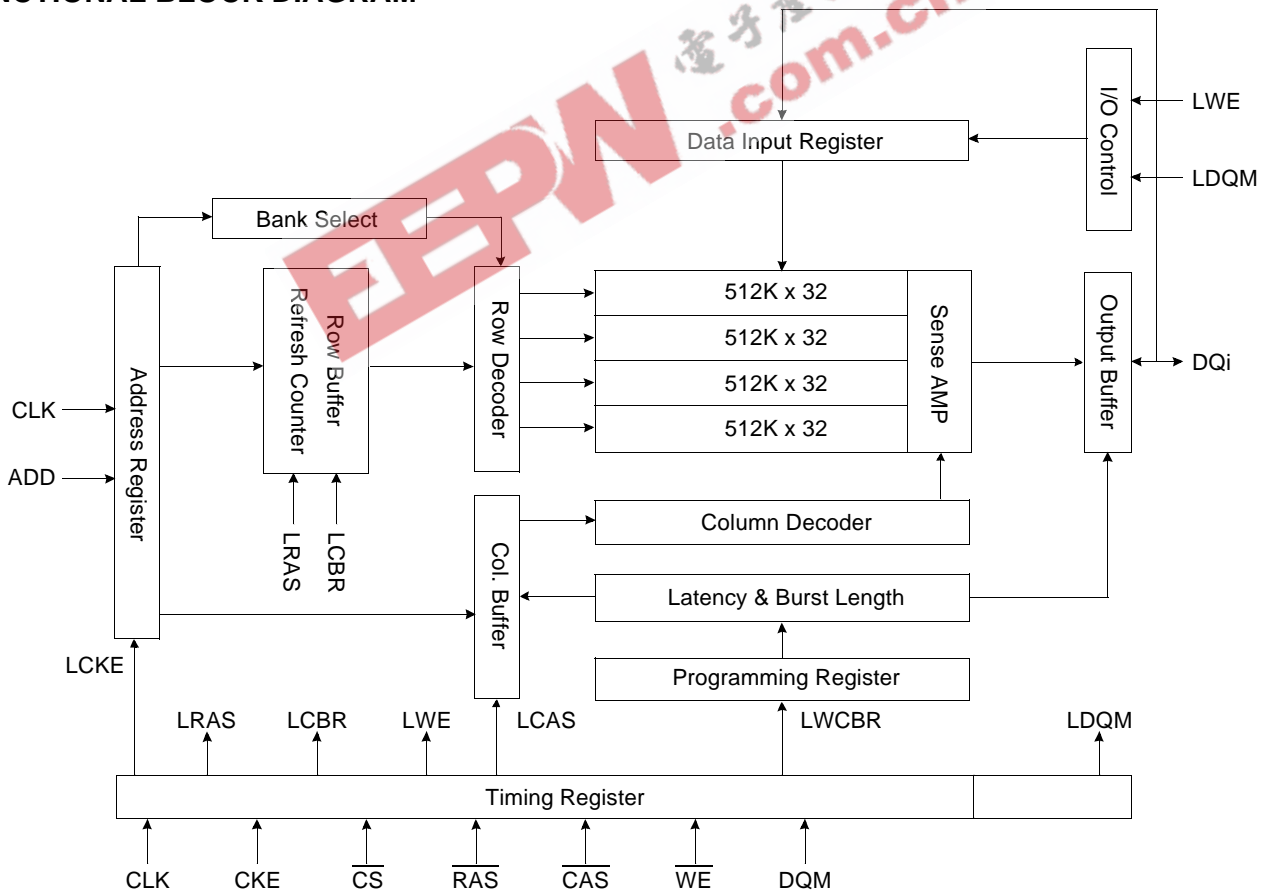 NCTIONAL BLOCK DIAGRAM
EEPW
.com.cn
I/O Control
LWE
LDQM
Data Input Register
Bank Select
Address Register
Refresh Counter
Row Buffer
Row Decoder
512K x 32
512K x 32
512K x 32
512K x 32
Sense AMP
Output Buffer
DQi
CLK
ADD
LRAS
LCBR
Col. Buffer
Column Decoder
Latency & Burst Length
Programming Register
LCKE
LRAS
LCBR
LWE
LCAS
LWCBR
LDQM
Timing Register
CLK
CKE
CS
RAS
CAS
WE
DQM